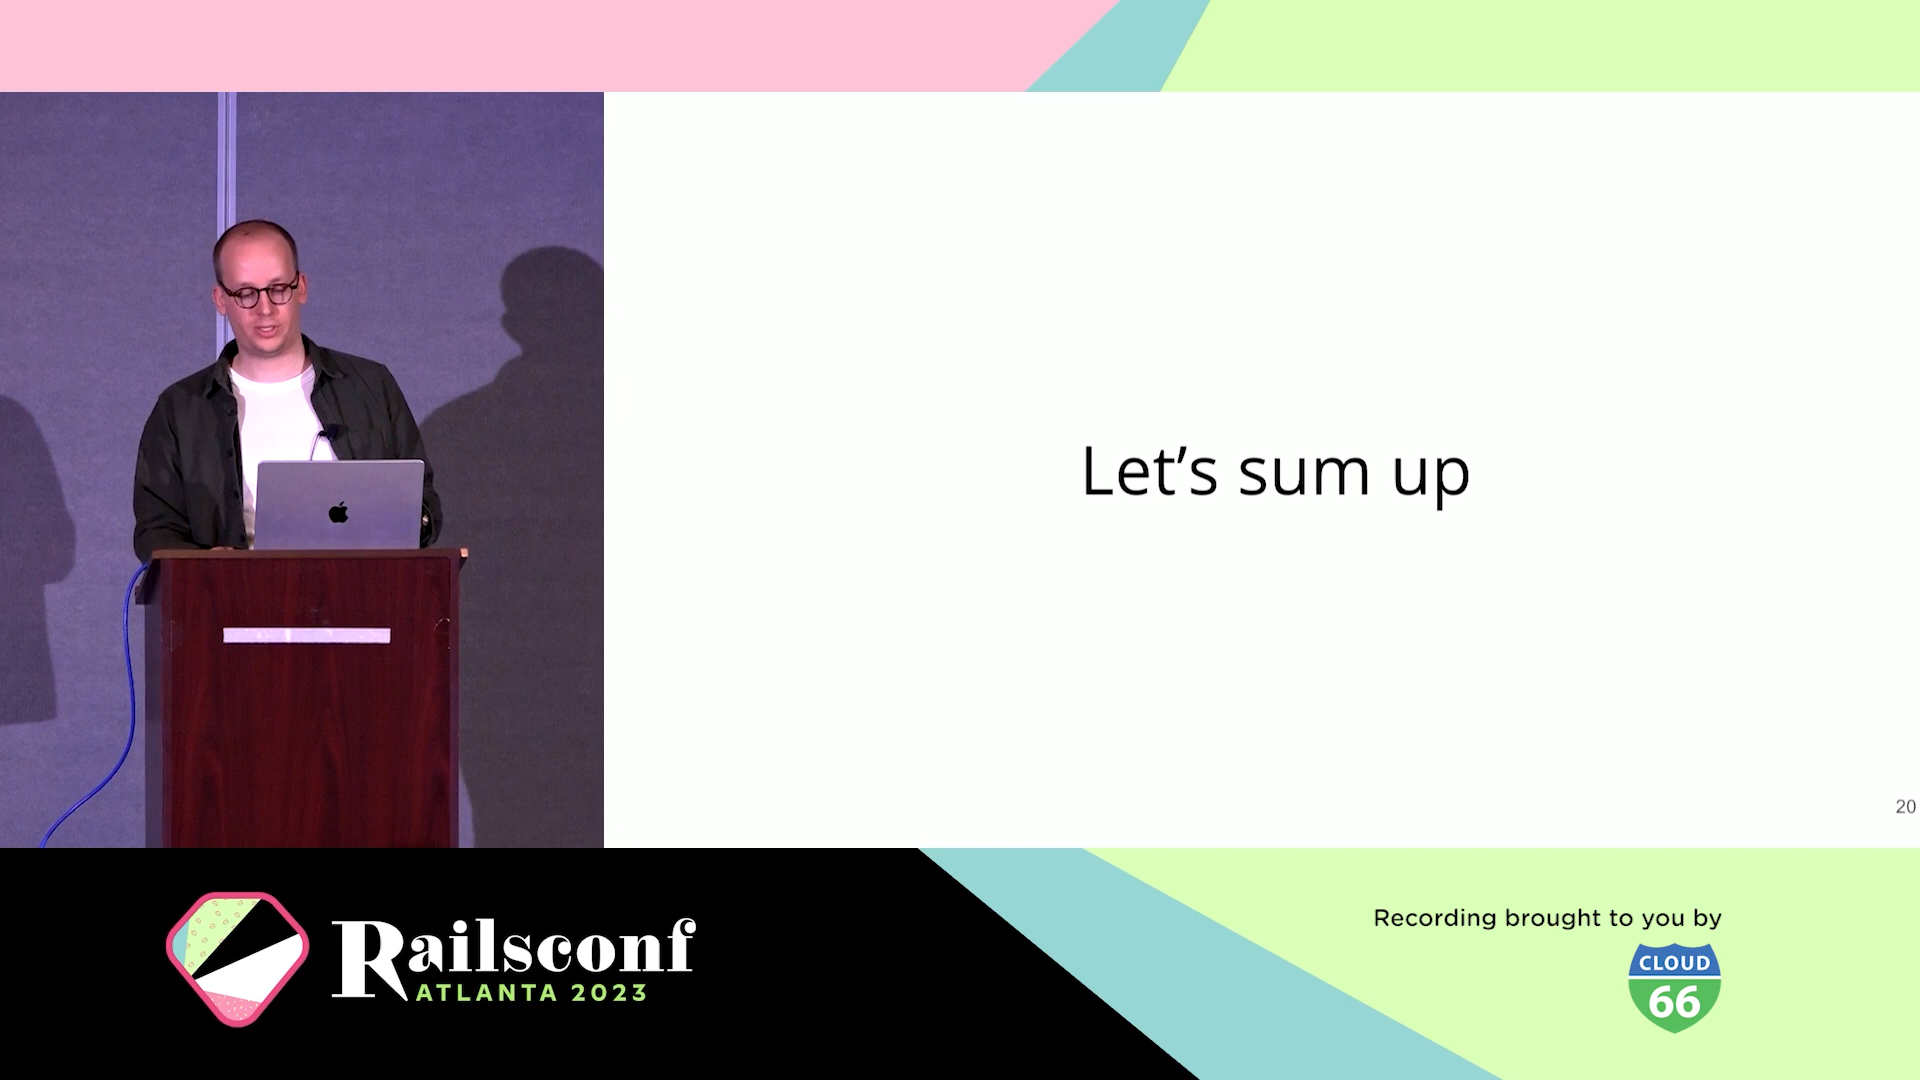 Let’s sum up
20
Railsconf
ATLANTA 2023
Recording brought to you by
CLOUD
66